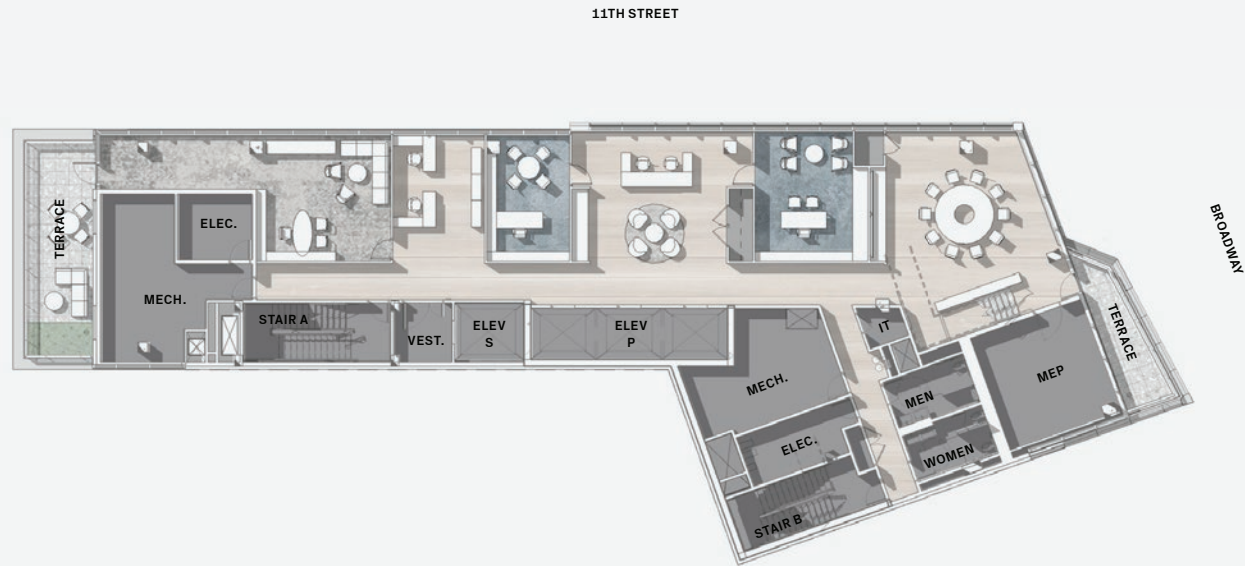 11TH STREET
BROADWAY
TERRACE
ELEC.
MECH.
STAIR A
VEST.
ELEV
S
ELEV
P
IT
TERRACE
MECH.
MEN
MEP
ELEC.
WOMEN
STAIR B